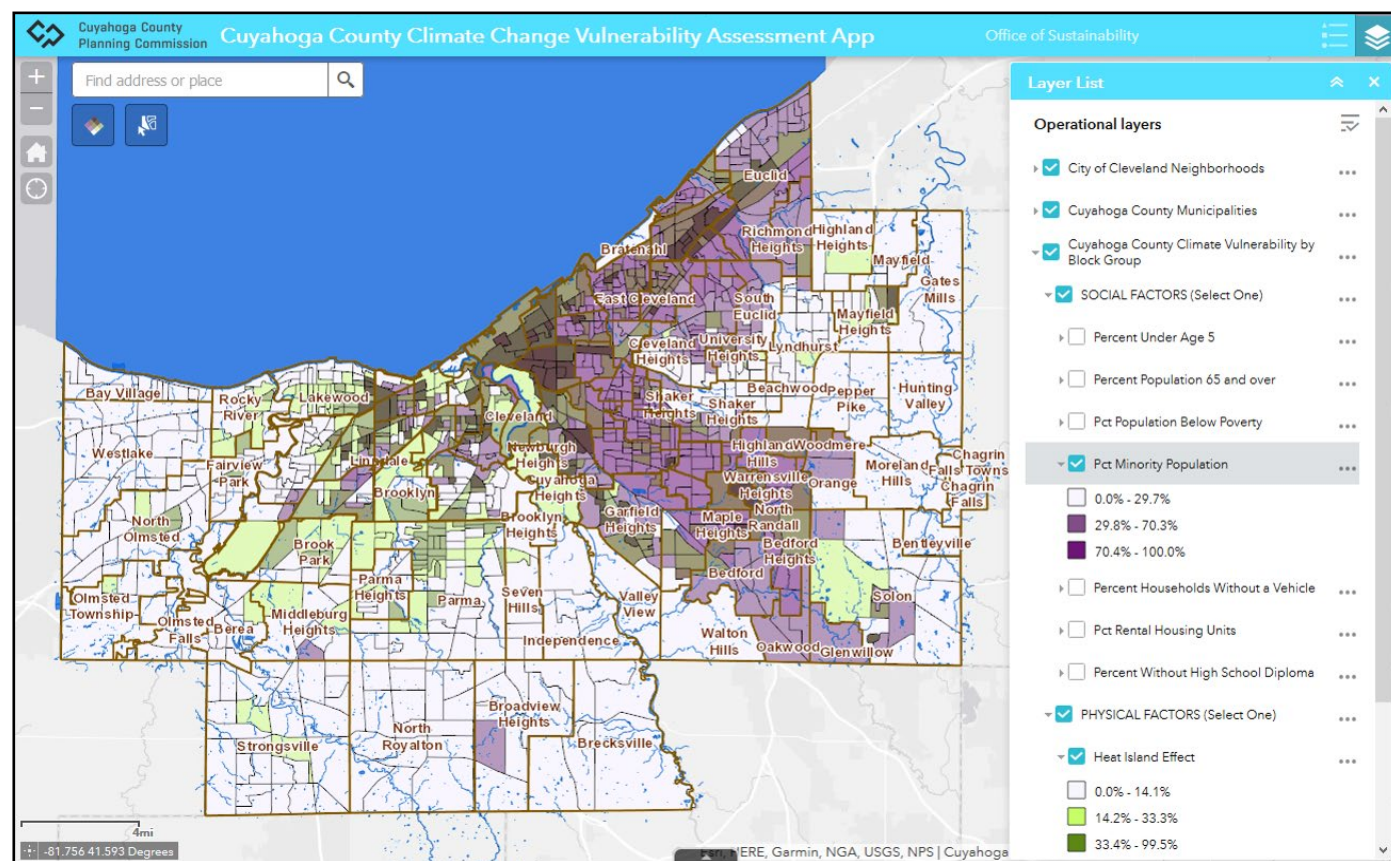 Cuyahoga County
Planning Commission
Cuyahoga County Climate Change Vulnerability Assessment App
Office of Sustainability
+
−
Find address or place
Layer List
Operational layers
City of Cleveland Neighborhoods
Cuyahoga County Municipalities
Cuyahoga County Climate Vulnerability by
Block Group
SOCIAL FACTORS (Select One)
Percent Under Age 5
Percent Population 65 and over
Pct Population Below Poverty
Pct Minority Population
0.0% - 29.7%
29.8% - 70.3%
70.4% - 100.0%
Percent Households Without a Vehicle
Pct Rental Housing Units
Percent Without High School Diploma
PHYSICAL FACTORS (Select One)
Heat Island Effect
0.0% - 14.1%
14.2% - 33.3%
33.4% - 99.5%
Euclid
Richmond
Heights
Highland
Heights
Bratenahl
Mayfield
Gates
Mills
East Cleveland
South
Euclid
Mayfield
Heights
Cleveland
Heights
University
Heights
Lyndhurst
Bay Village
Rocky
River
Lakewood
Beachwood
Pepper
Pike
Hunting
Valley
Shaker
Heights
Shaker
Heights
Cleveland
Westlake
Fairview
Park
Linndale
Newburgh
Heights
Highland
Hills
Woodmere
Cuyahoga
Heights
Warrensville
Heights
Orange
Moreland
Hills
Chagrin
Falls Towns
Chagrin
Falls
Brooklyn
North
Olmsted
Brook
Park
Brooklyn
Heights
Garfield
Heights
Maple
Heights
North
Randall
Bedford
Heights
Bentleyville
Bedford
Parma
Heights
Parma
Seven
Hills
Valley
View
Solon
Olmsted
Township
Olmsted
Falls
Berea
Middleburg
Heights
Independence
Walton
Hills
Oakwood
Glenwillow
Broadview
Heights
Strongsville
North
Royalton
Brecksville
4mi
-81.756 41.593 Degrees
Esri, HERE, Garmin, NGA, USGS, NPS | Cuyahoga